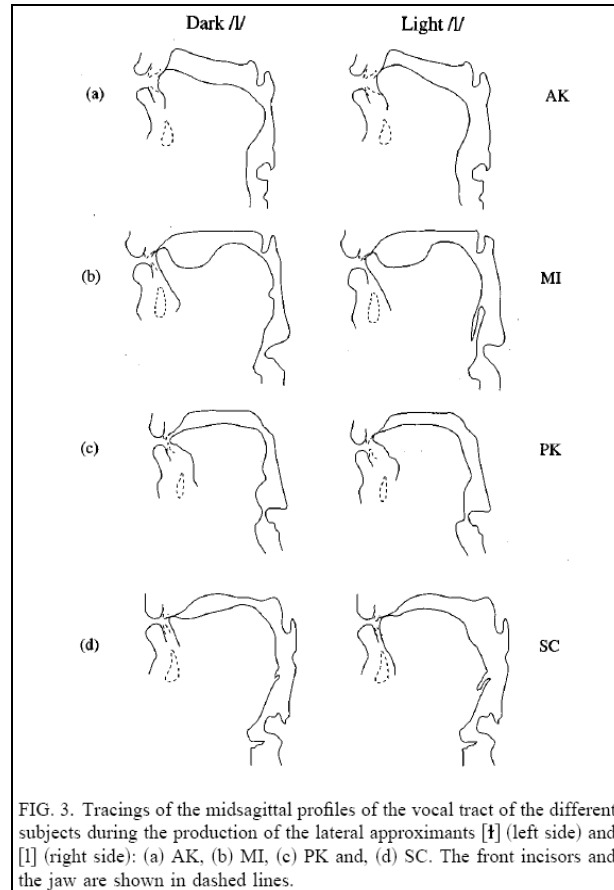 Dark /l/ Light /l/
(a) AK
(b) MI
(c) PK
(d) SC
FIG. 3. Tracings of the midsagittal profiles of the vocal tract of the different
subjects during the production of the lateral approximants [ɫ] (left side) and
[l] (right side): (a) AK, (b) MI, (c) PK and, (d) SC. The front incisors and
the jaw are shown in dashed lines.